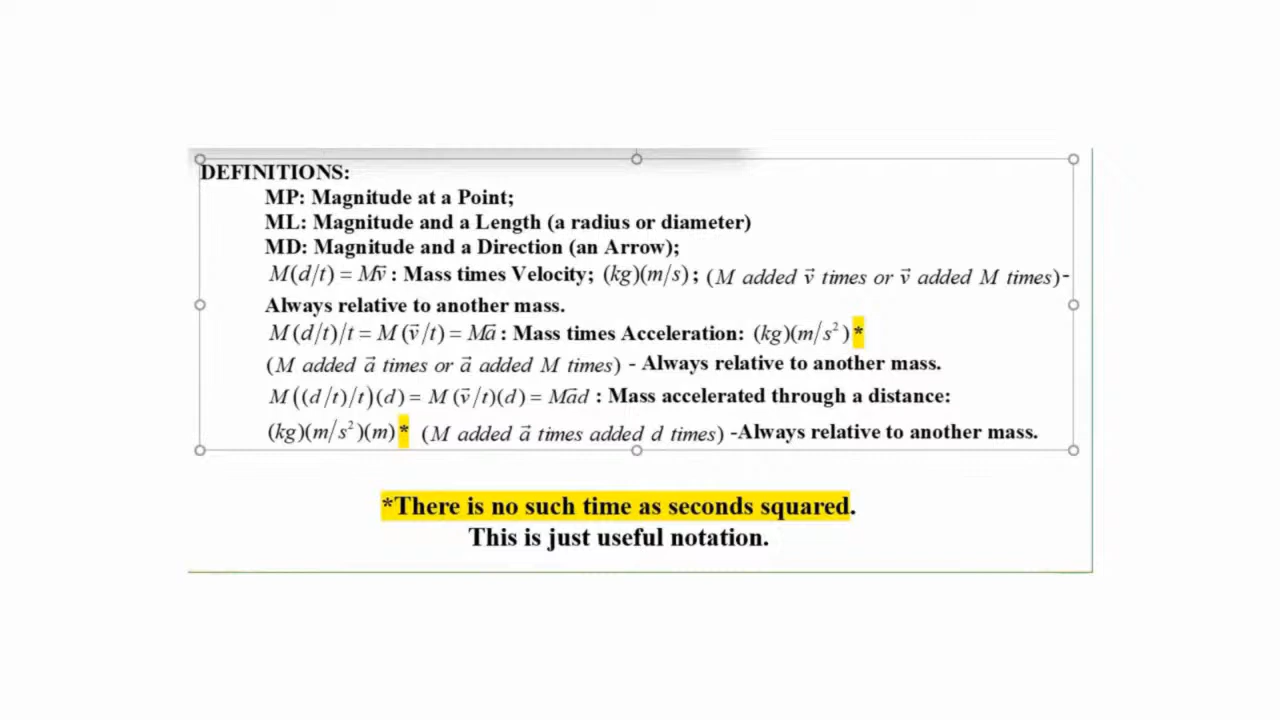 DEFINITIONS:
MP: Magnitude at a Point;
ML: Magnitude and a Length (a radius or diameter)
MD: Magnitude and a Direction (an Arrow);
M(d/t) = Mv⃗ : Mass times Velocity; (kg)(m/s); (M added v⃗ times or v⃗ added M times)-
Always relative to another mass.
M(d/t)/t = M(v⃗/t) = Ma⃗ : Mass times Acceleration: (kg)(m/s²)*
(M added a⃗ times or a⃗ added M times) - Always relative to another mass.
M((d/t)/t)(d) = M(v⃗/t)(d) = Ma⃗d : Mass accelerated through a distance:
(kg)(m/s²)(m)* (M added a⃗ times added d times) -Always relative to another mass.
*There is no such time as seconds squared.
This is just useful notation.